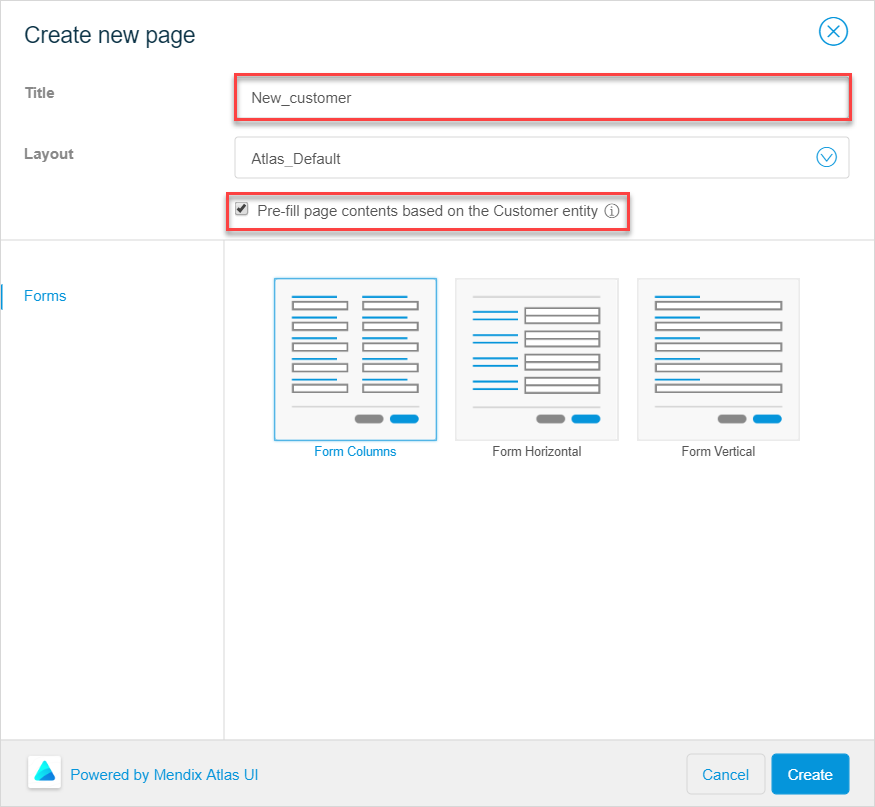 Create new page
Title
New_customer
Layout
Atlas_Default
Pre-fill page contents based on the Customer entity
Forms
Form Columns
Form Horizontal
Form Vertical
Powered by Mendix Atlas UI
Cancel
Create